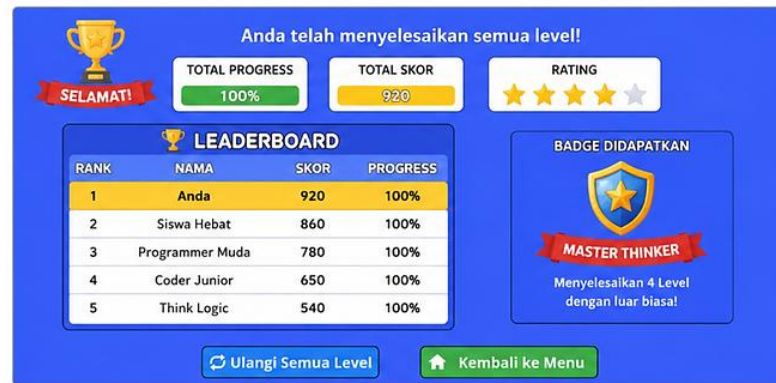 Anda telah menyelesaikan semua level!
SELAMAT!
TOTAL PROGRESS
100%
TOTAL SKOR
920
RATING
LEADERBOARD
RANK NAMA SKOR PROGRESS
1 Anda 920 100%
2 Siswa Hebat 860 100%
3 Programmer Muda 780 100%
4 Coder Junior 650 100%
5 Think Logic 540 100%
BADGE DIDAPATKAN
MASTER THINKER
Menyelesaikan 4 Level
dengan luar biasa!
Ulangi Semua Level
Kembali ke Menu